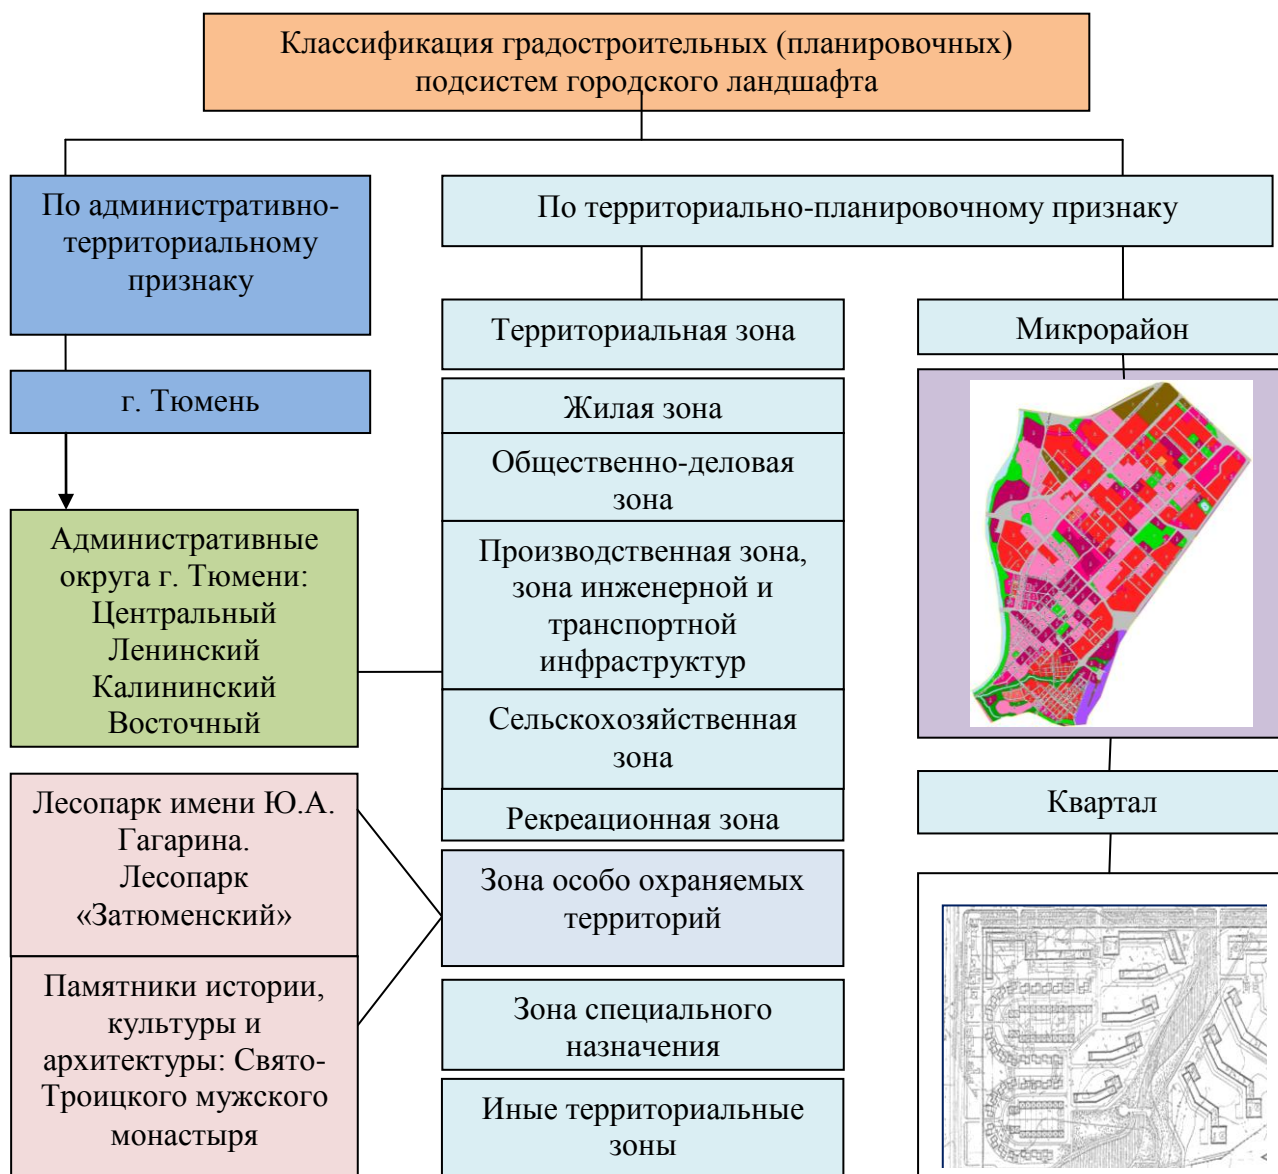 Классификация градостроительных (планировочных)
подсистем городского ландшафта
По административно-
территориальному
признаку
г. Тюмень
Административные
округа г. Тюмени:
Центральный
Ленинский
Калининский
Восточный
Лесопарк имени Ю.А.
Гагарина.
Лесопарк
«Затюменский»
Памятники истории,
культуры и
архитектуры: Свято-
Троицкого мужского
монастыря
По территориально-планировочному признаку
Территориальная зона
Жилая зона
Общественно-деловая
зона
Производственная зона,
зона инженерной и
транспортной
инфраструктур
Сельскохозяйственная
зона
Рекреационная зона
Зона особо охраняемых
территорий
Зона специального
назначения
Иные территориальные
зоны
Микрорайон
Квартал